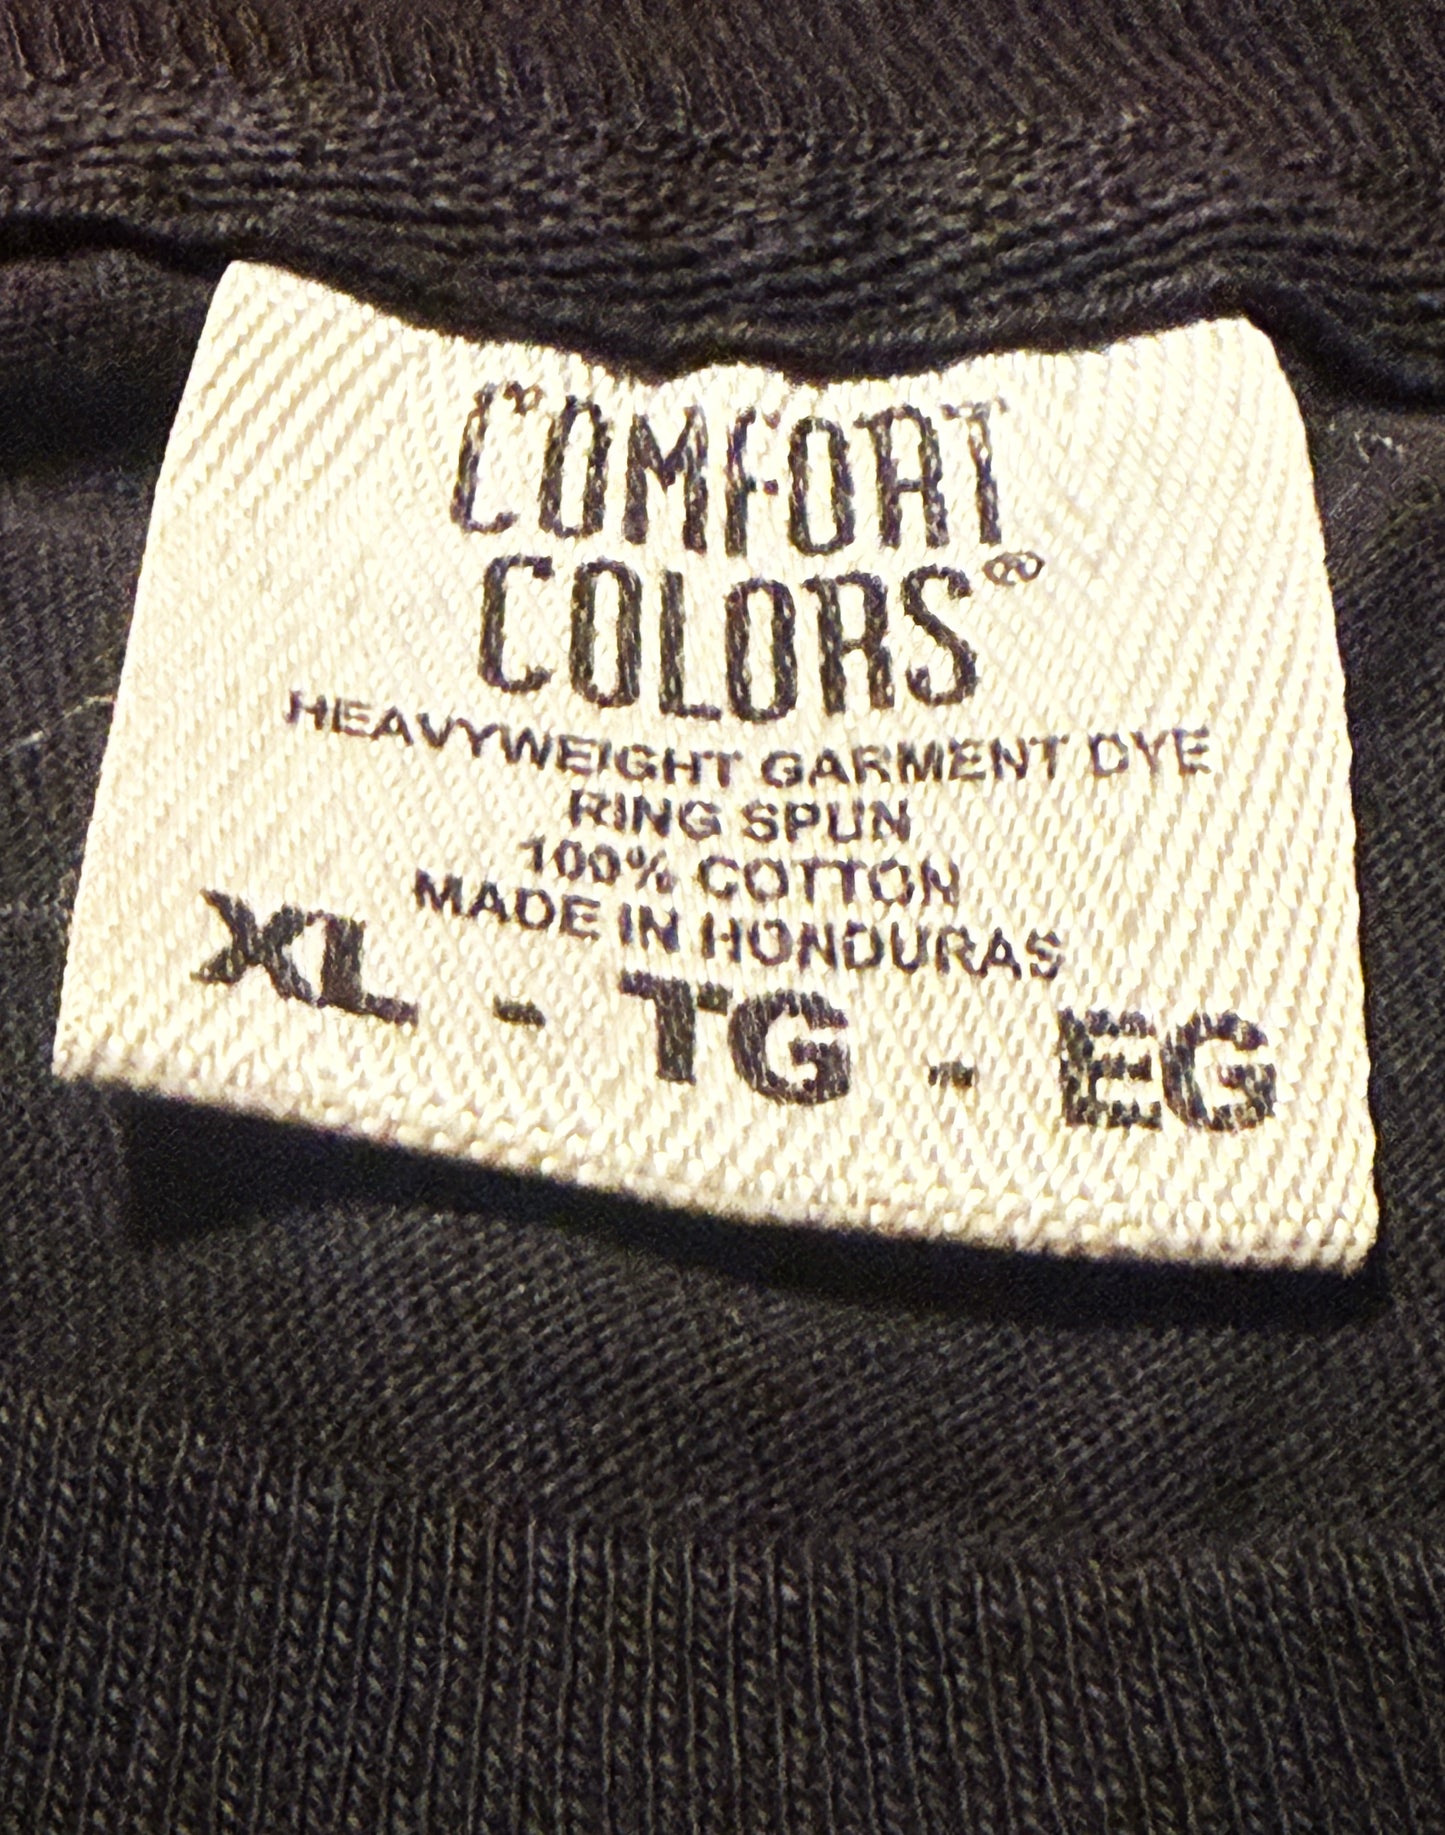 COMFORT
COLORS®
HEAVYWEIGHT GARMENT DYE
RING SPUN
100% COTTON
MADE IN HONDURAS
XL - TG - EG